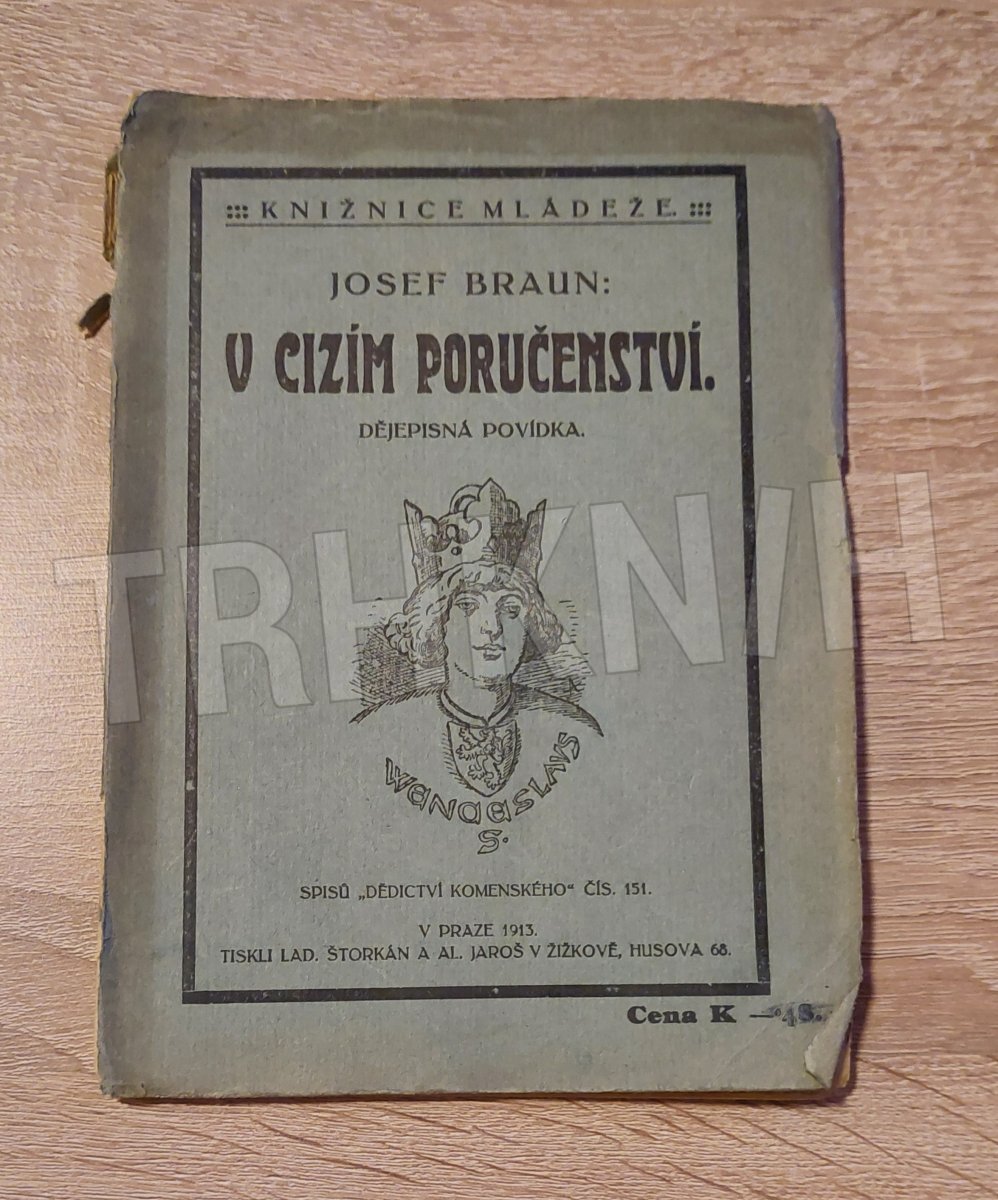 KNIŽNICE MLÁDEŽE.
JOSEF BRAUN:
V CIZÍM PORUČENSTVÍ.
DĚJEPISNÁ POVÍDKA.
TRHKNIH
WENCESLAVS
S.
SPISŮ „DĚDICTVÍ KOMENSKÉHO“ ČÍS. 151.
V PRAZE 1913.
TISKLI LAD. ŠTORKÁN A AL. JAROŠ V ŽIŽKOVĚ, HUSOVA 68.
Cena K —